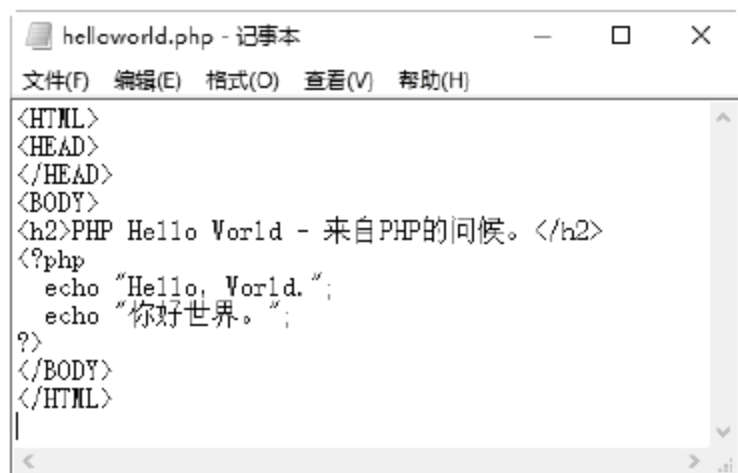 helloworld.php - 记事本
文件(F) 编辑(E) 格式(O) 查看(V) 帮助(H)
<HTML>
<HEAD>
</HEAD>
<BODY>
<h2>PHP Hello World - 来自PHP的问候。</h2>
<?php
  echo "Hello, World.";
  echo "你好世界。";
?>
</BODY>
</HTML>